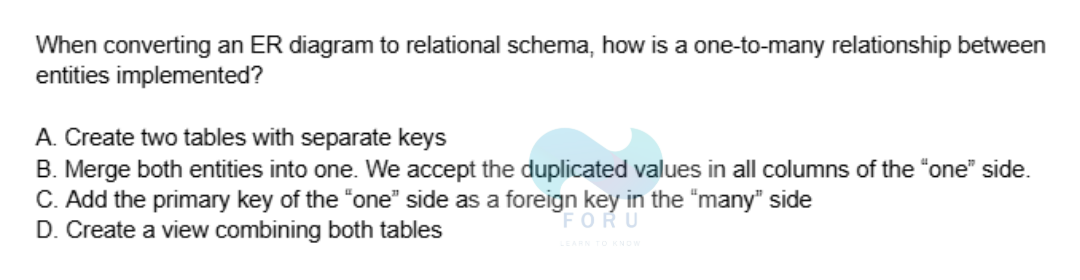 When converting an ER diagram to relational schema, how is a one-to-many relationship between
entities implemented?
A. Create two tables with separate keys
B. Merge both entities into one. We accept the duplicated values in all columns of the “one” side.
C. Add the primary key of the “one” side as a foreign key in the “many” side
FORU
D. Create a view combining both tables
LEARN TO KNOW